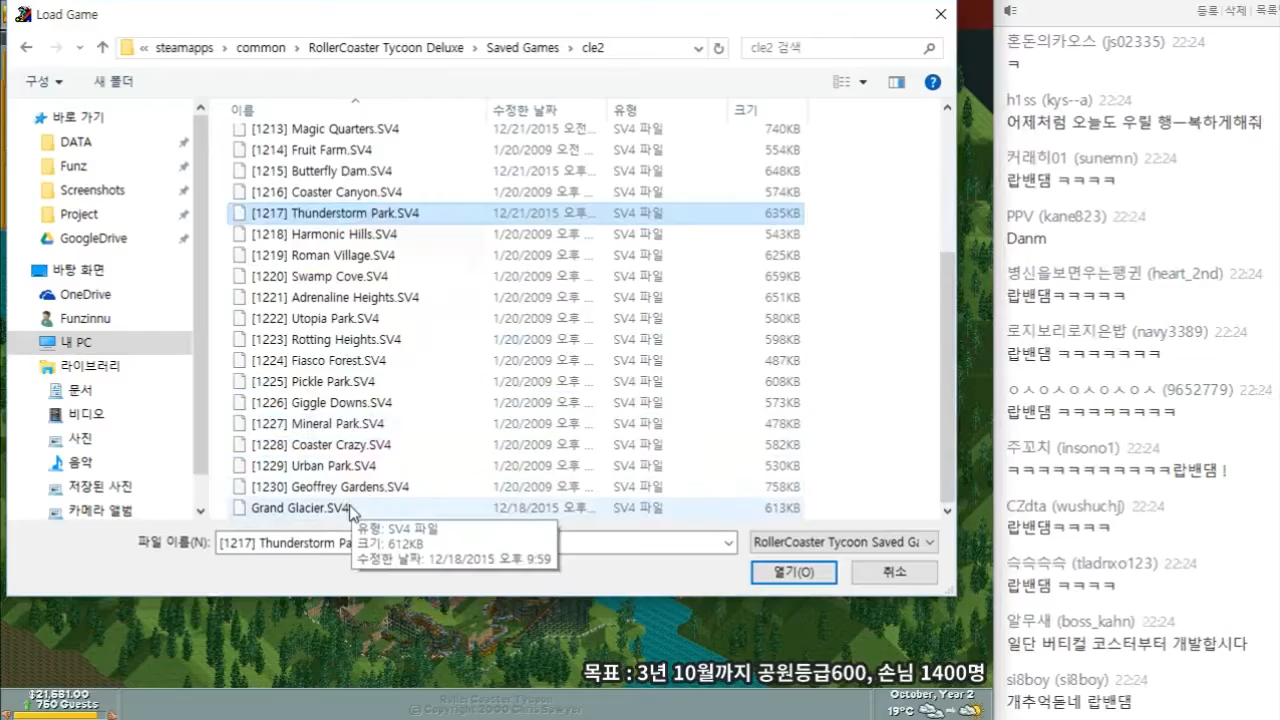 Load Game
« steamapps › common › RollerCoaster Tycoon Deluxe › Saved Games › cle2
cle2 검색
구성
새 폴더
바로 가기
DATA
Funz
Screenshots
Project
GoogleDrive
바탕 화면
OneDrive
Funzinnu
내 PC
라이브러리
문서
비디오
사진
음악
저장된 사진
카메라 앨범
이름 수정한 날짜 유형 크기
[1213] Magic Quarters.SV4 12/21/2015 오전... SV4 파일 740KB
[1214] Fruit Farm.SV4 1/20/2009 오전 ... SV4 파일 554KB
[1215] Butterfly Dam.SV4 12/21/2015 오후... SV4 파일 648KB
[1216] Coaster Canyon.SV4 1/20/2009 오후 ... SV4 파일 574KB
[1217] Thunderstorm Park.SV4 12/21/2015 오후... SV4 파일 635KB
[1218] Harmonic Hills.SV4 1/20/2009 오후 ... SV4 파일 543KB
[1219] Roman Village.SV4 1/20/2009 오후 ... SV4 파일 625KB
[1220] Swamp Cove.SV4 1/20/2009 오후 ... SV4 파일 659KB
[1221] Adrenaline Heights.SV4 1/20/2009 오후 ... SV4 파일 651KB
[1222] Utopia Park.SV4 1/20/2009 오후 ... SV4 파일 580KB
[1223] Rotting Heights.SV4 1/20/2009 오후 ... SV4 파일 598KB
[1224] Fiasco Forest.SV4 1/20/2009 오후 ... SV4 파일 487KB
[1225] Pickle Park.SV4 1/20/2009 오후 ... SV4 파일 608KB
[1226] Giggle Downs.SV4 1/20/2009 오후 ... SV4 파일 573KB
[1227] Mineral Park.SV4 1/20/2009 오후 ... SV4 파일 478KB
[1228] Coaster Crazy.SV4 1/20/2009 오후 ... SV4 파일 582KB
[1229] Urban Park.SV4 1/20/2009 오후 ... SV4 파일 530KB
[1230] Geoffrey Gardens.SV4 1/20/2009 오후 ... SV4 파일 758KB
Grand Glacier.SV4 12/18/2015 오후... SV4 파일 613KB
유형: SV4 파일
크기: 612KB
수정한 날짜: 12/18/2015 오후 9:59
파일 이름(N): [1217] Thunderstorm Pa
RollerCoaster Tycoon Saved Ga
열기(O)
취소
목표 : 3년 10월까지 공원등급600, 손님 1400명
$21,681.00
760 Guests
RollerCoaster Tycoon
© Copyright 2000 Chris Sawyer
October, Year 2
19°C
등록 | 삭제 | 목록
혼돈의카오스 (js02335) 22:24
ㅋ
h1ss (kys--a) 22:24
어제처럼 오늘도 우릴 행ㅡ복하게해줘
커래히01 (sunemn) 22:24
랍밴댐 ㅋㅋㅋㅋ
PPV (kane823) 22:24
Danm
병신을보면우는팽귄 (heart_2nd) 22:24
랍밴댐ㅋㅋㅋㅋㅋ
로지보리로지은밥 (navy3389) 22:24
랍밴댐 ㅋㅋㅋㅋㅋㅋㅋ
ㅇㅅㅇㅅㅇㅅㅇㅅㅇㅅ (9652779) 22:24
랍밴댐 ㅋㅋㅋㅋㅋㅋㅋㅋ
주꼬치 (insono1) 22:24
ㅋㅋㅋㅋㅋㅋㅋㅋㅋㅋㅋ랍밴댐 !
CZdta (wushuchj) 22:24
랍밴댐ㅋㅋㅋㅋ
슥슥슥슥 (tladnxo123) 22:24
랍밴댐 ㅋㅋㅋㅋ
알무새 (boss_kahn) 22:24
일단 버티컬 코스터부터 개발합시다
si8boy (si8boy) 22:24
개추억돋네 랍밴댐